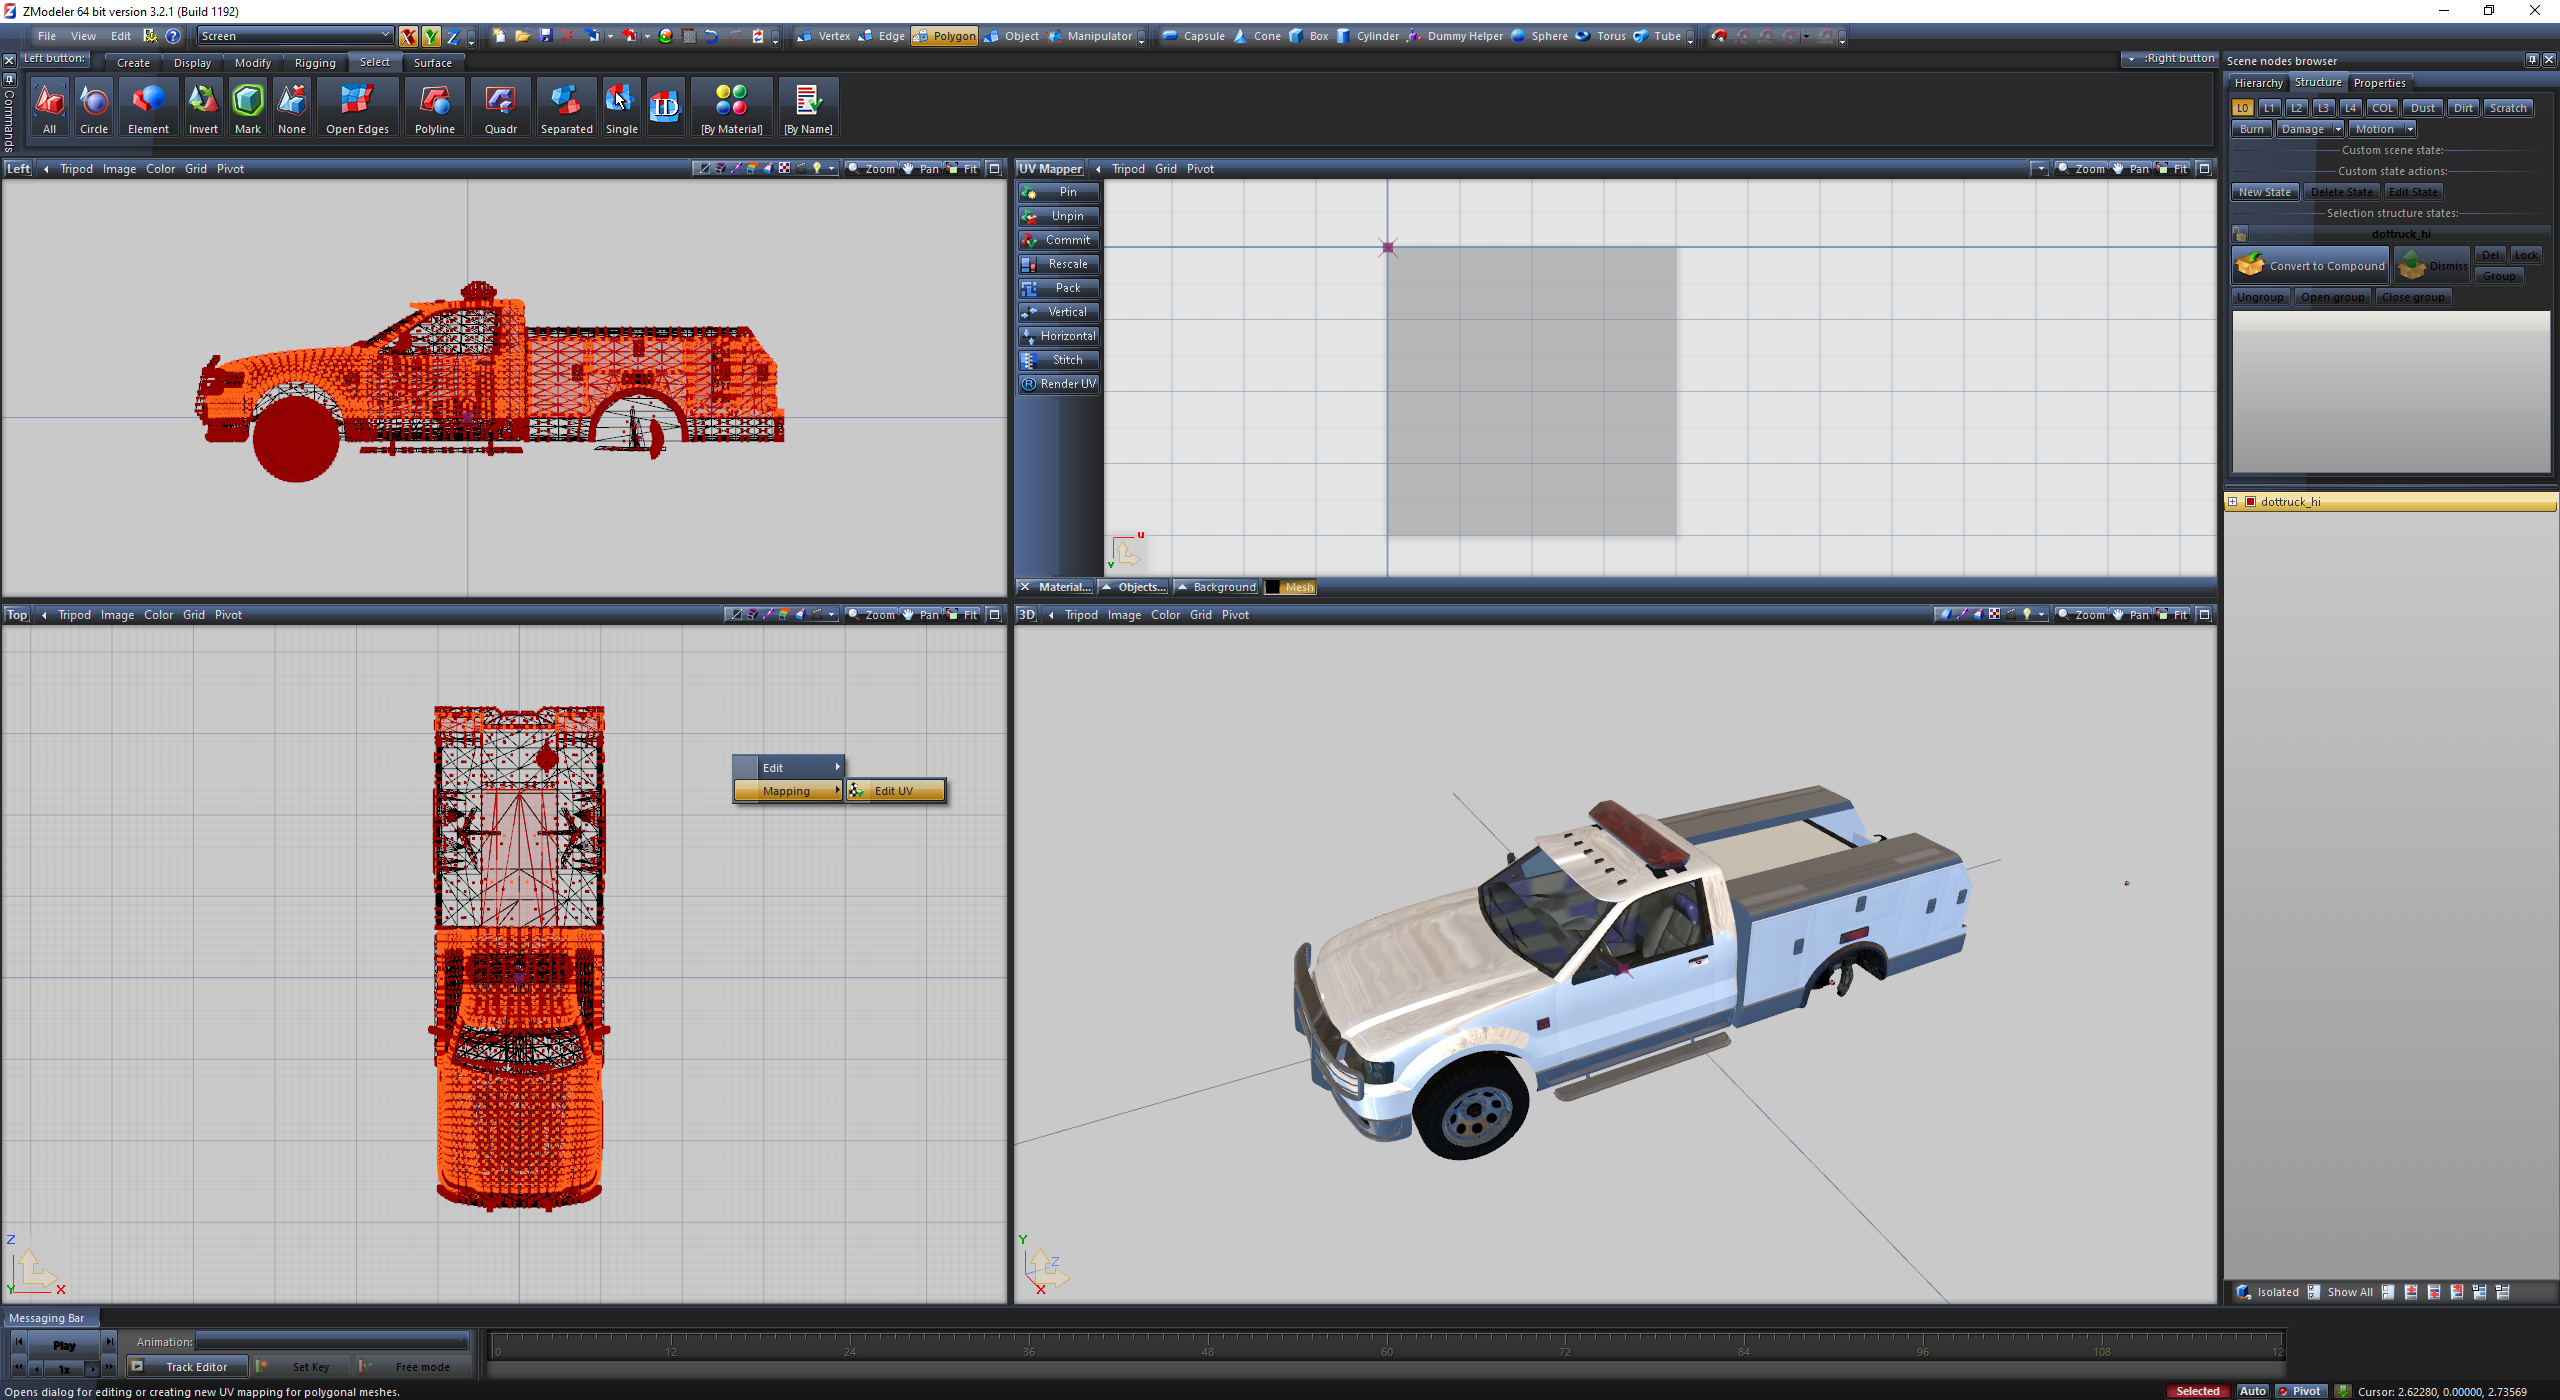 ZModeler 64 bit version 3.2.1 (Build 1192)
File View Edit Screen X Y Z Vertex Edge Polygon Object Manipulator Capsule Cone Box Cylinder Dummy Helper Sphere Torus Tube
Left button: Create Display Modify Rigging Select Surface :Right button
Commands
All Circle Element Invert Mark None Open Edges Polyline Quadr Separated Single ID [By Material] [By Name]
Left Tripod Image Color Grid Pivot Zoom Pan Fit
UV Mapper Tripod Grid Pivot Zoom Pan Fit
Pin
Unpin
Commit
Rescale
Pack
Vertical
Horizontal
Stitch
Render UV
u
v
Material... Objects... Background Mesh
Top Tripod Image Color Grid Pivot Zoom Pan Fit
Edit
Mapping Edit UV
Z
Y X
3D Tripod Image Color Grid Pivot Zoom Pan Fit
Y
Z
X
Scene nodes browser
Hierarchy Structure Properties
L0 L1 L2 L3 L4 COL Dust Dirt Scratch
Burn Damage Motion
Custom scene state:
Custom state actions:
New State Delete State Edit State
Selection structure states:
dottruck_hi
Convert to Compound Dismiss Del Lock
Group
Ungroup Open group Close group
dottruck_hi
Isolated Show All
Messaging Bar
Play Animation:
1x Track Editor Set Key Free mode
0 12 24 36 48 60 72 84 96 108 12
Opens dialog for editing or creating new UV mapping for polygonal meshes.
Selected Auto Pivot Cursor: 2.62280, 0.00000, 2.73569